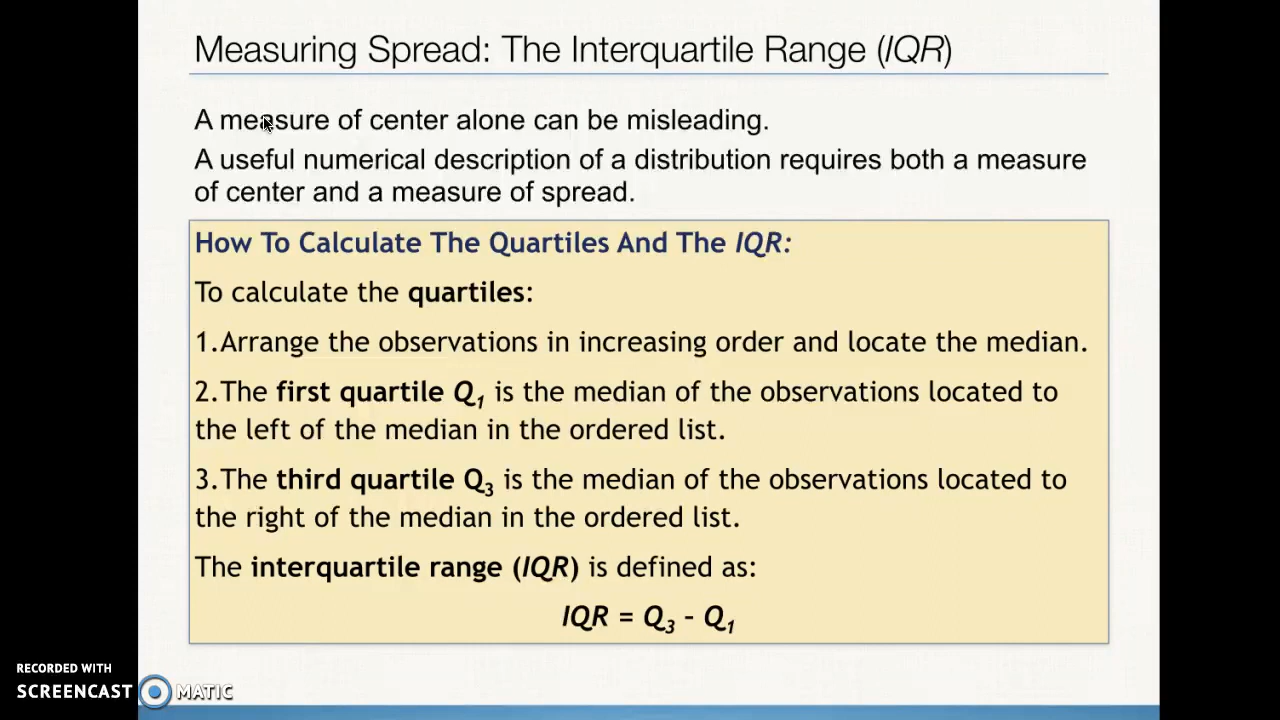 Measuring Spread: The Interquartile Range (IQR)
A measure of center alone can be misleading.
A useful numerical description of a distribution requires both a measure
of center and a measure of spread.
How To Calculate The Quartiles And The IQR:
To calculate the quartiles:
1.Arrange the observations in increasing order and locate the median.
2.The first quartile Q1 is the median of the observations located to
the left of the median in the ordered list.
3.The third quartile Q3 is the median of the observations located to
the right of the median in the ordered list.
The interquartile range (IQR) is defined as:
IQR = Q3 - Q1
RECORDED WITH
SCREENCAST MATIC